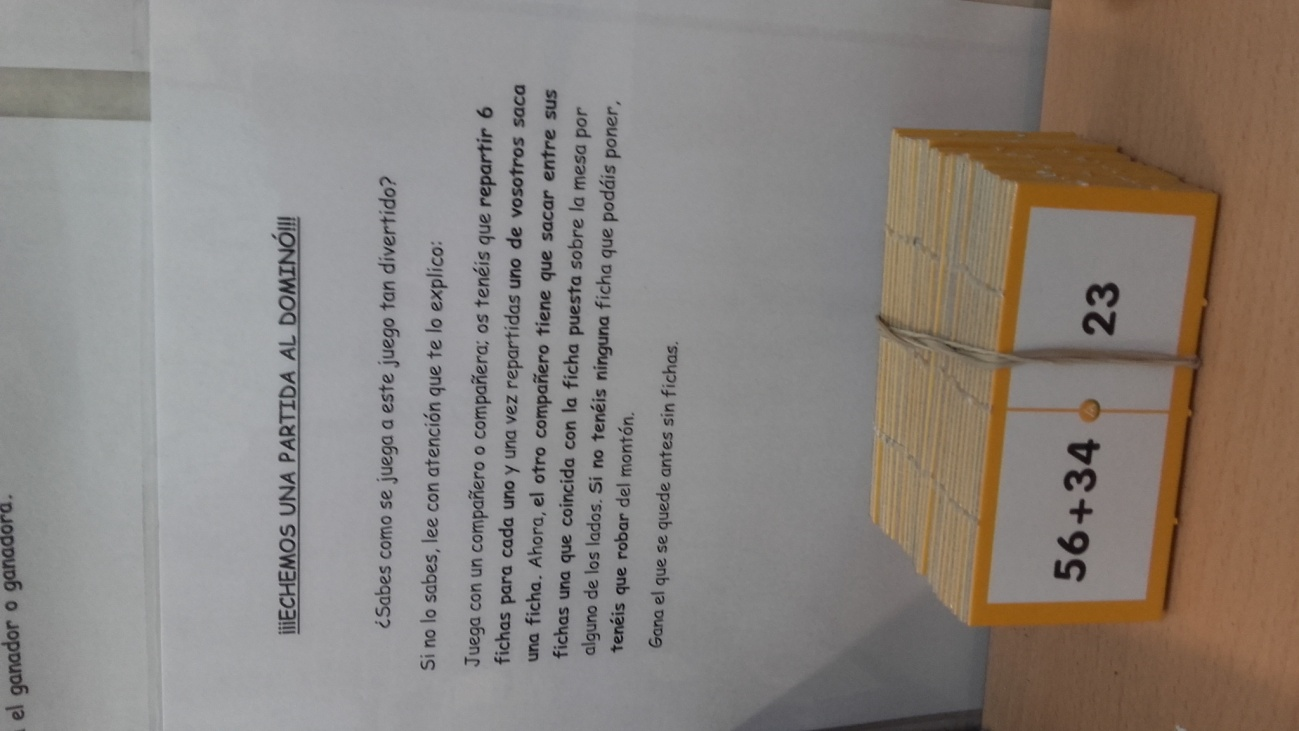 el ganador o ganadora.
¡¡¡ECHEMOS UNA PARTIDA AL DOMINÓ!!!
¿Sabes como se juega a este juego tan divertido?
Si no lo sabes, lee con atención que te lo explico:
Juega con un compañero o compañera; os tenéis que repartir 6
fichas para cada uno y una vez repartidas uno de vosotros saca
una ficha. Ahora, el otro compañero tiene que sacar entre sus
fichas una que coincida con la ficha puesta sobre la mesa por
alguno de los lados. Si no tenéis ninguna ficha que podáis poner,
tenéis que robar del montón.
Gana el que se quede antes sin fichas.
56+34 23